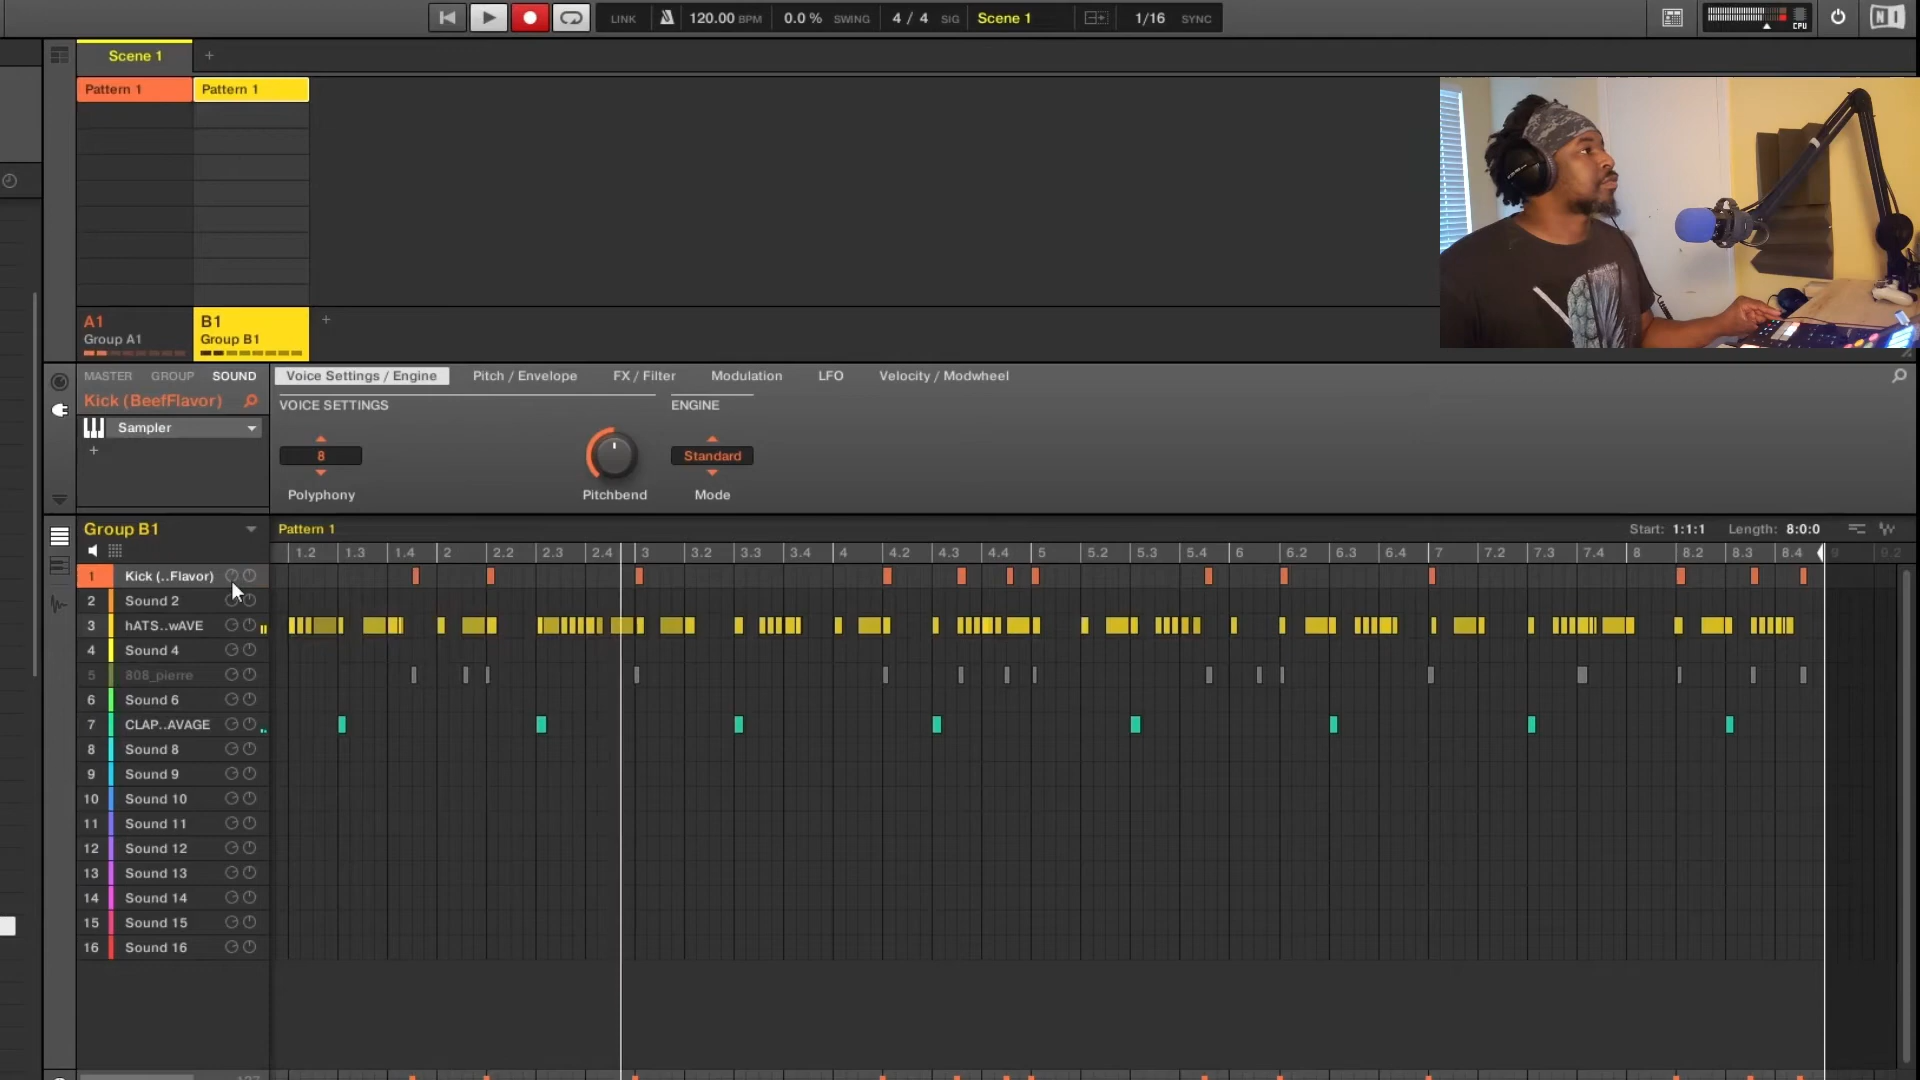 LINK 120.00 BPM 0.0 % SWING 4 / 4 SIG Scene 1 1/16 SYNC CPU
Scene 1 +
Pattern 1 Pattern 1
A1 B1 +
Group A1 Group B1
MASTER GROUP SOUND Voice Settings / Engine Pitch / Envelope FX / Filter Modulation LFO Velocity / Modwheel
Kick (BeefFlavor) VOICE SETTINGS ENGINE
Sampler
+
8 Standard
Polyphony Pitchbend Mode
Group B1 Pattern 1 Start: 1:1:1 Length: 8:0:0
1.2 1.3 1.4 2 2.2 2.3 2.4 3 3.2 3.3 3.4 4 4.2 4.3 4.4 5 5.2 5.3 5.4 6 6.2 6.3 6.4 7 7.2 7.3 7.4 8 8.2 8.3 8.4 9 9.2
1 Kick (..Flavor)
2 Sound 2
3 hATS..wAVE
4 Sound 4
5 808_pierre
6 Sound 6
7 CLAP..AVAGE
8 Sound 8
9 Sound 9
10 Sound 10
11 Sound 11
12 Sound 12
13 Sound 13
14 Sound 14
15 Sound 15
16 Sound 16